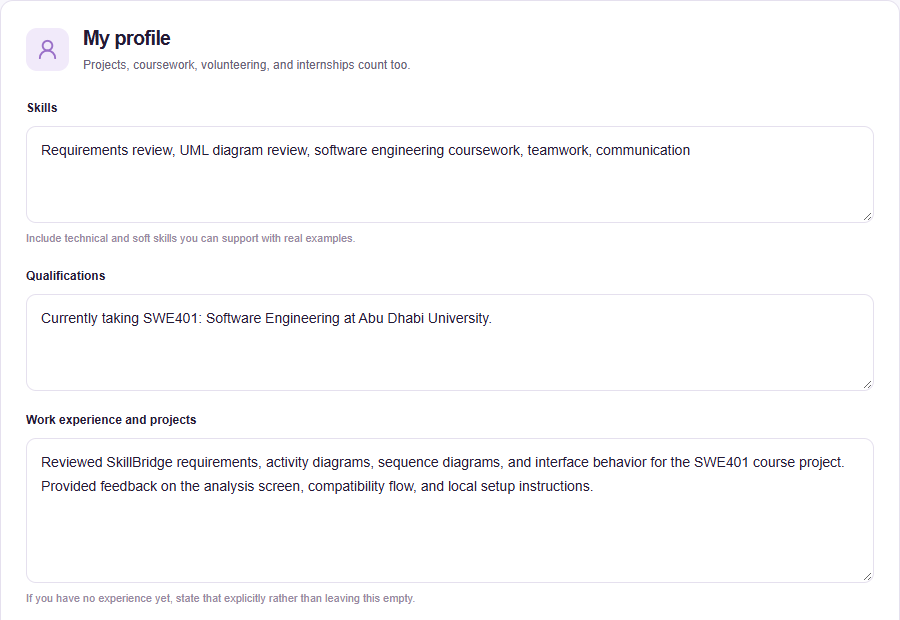 My profile
Projects, coursework, volunteering, and internships count too.
Skills
Requirements review, UML diagram review, software engineering coursework, teamwork, communication
Include technical and soft skills you can support with real examples.
Qualifications
Currently taking SWE401: Software Engineering at Abu Dhabi University.
Work experience and projects
Reviewed SkillBridge requirements, activity diagrams, sequence diagrams, and interface behavior for the SWE401 course project.
Provided feedback on the analysis screen, compatibility flow, and local setup instructions.
If you have no experience yet, state that explicitly rather than leaving this empty.